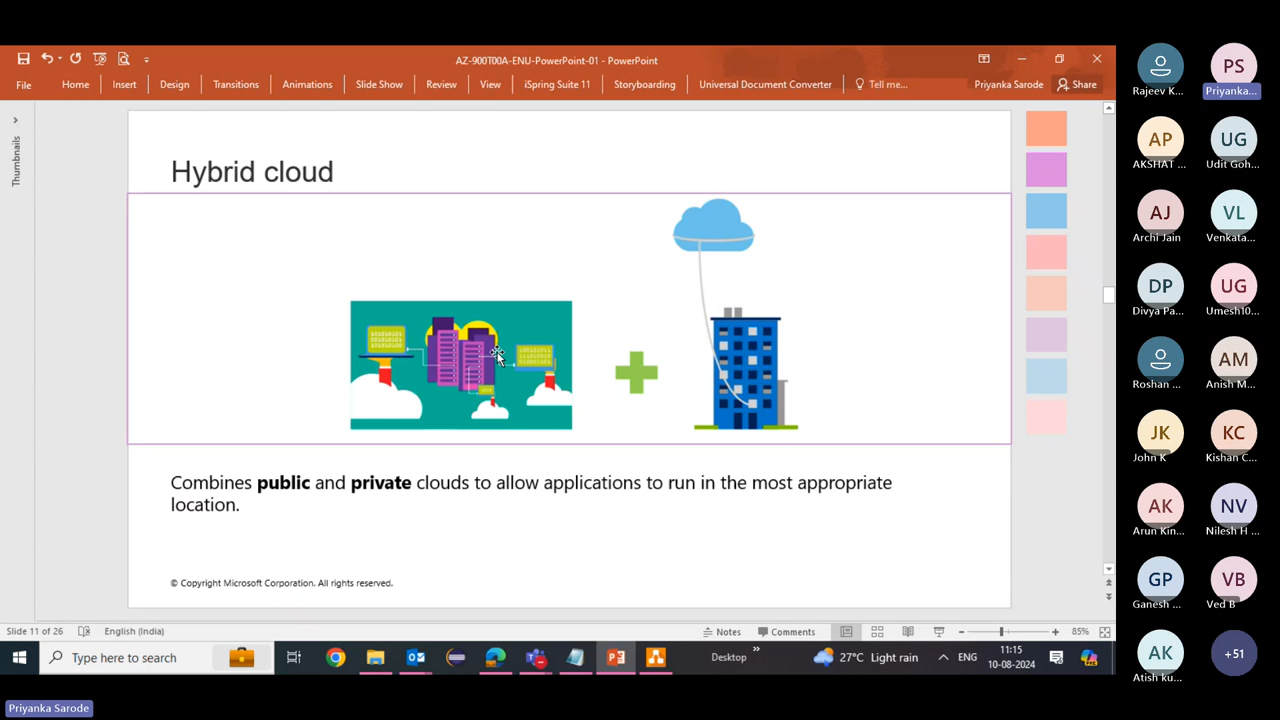 AZ-900T00A-ENU-PowerPoint-01 - PowerPoint
File Home Insert Design Transitions Animations Slide Show Review View iSpring Suite 11 Storyboarding Universal Document Converter Tell me... Priyanka Sarode Share
Thumbnails
Hybrid cloud
Combines public and private clouds to allow applications to run in the most appropriate
location.
© Copyright Microsoft Corporation. All rights reserved.
Slide 11 of 26 English (India) Notes Comments 85%
Type here to search Desktop 27°C Light rain ENG 11:15
10-08-2024
Priyanka Sarode
PS
Rajeev K... Priyanka...
AP UG
AKSHAT ... Udit Goh...
AJ VL
Archi Jain Venkata...
DP UG
Divya Pa... Umesh10...
AM
Roshan ... Anish M...
JK KC
John K Kishan C...
AK NV
Arun Kin... Nilesh H ...
GP VB
Ganesh ... Ved B
AK +51
Atish ku...